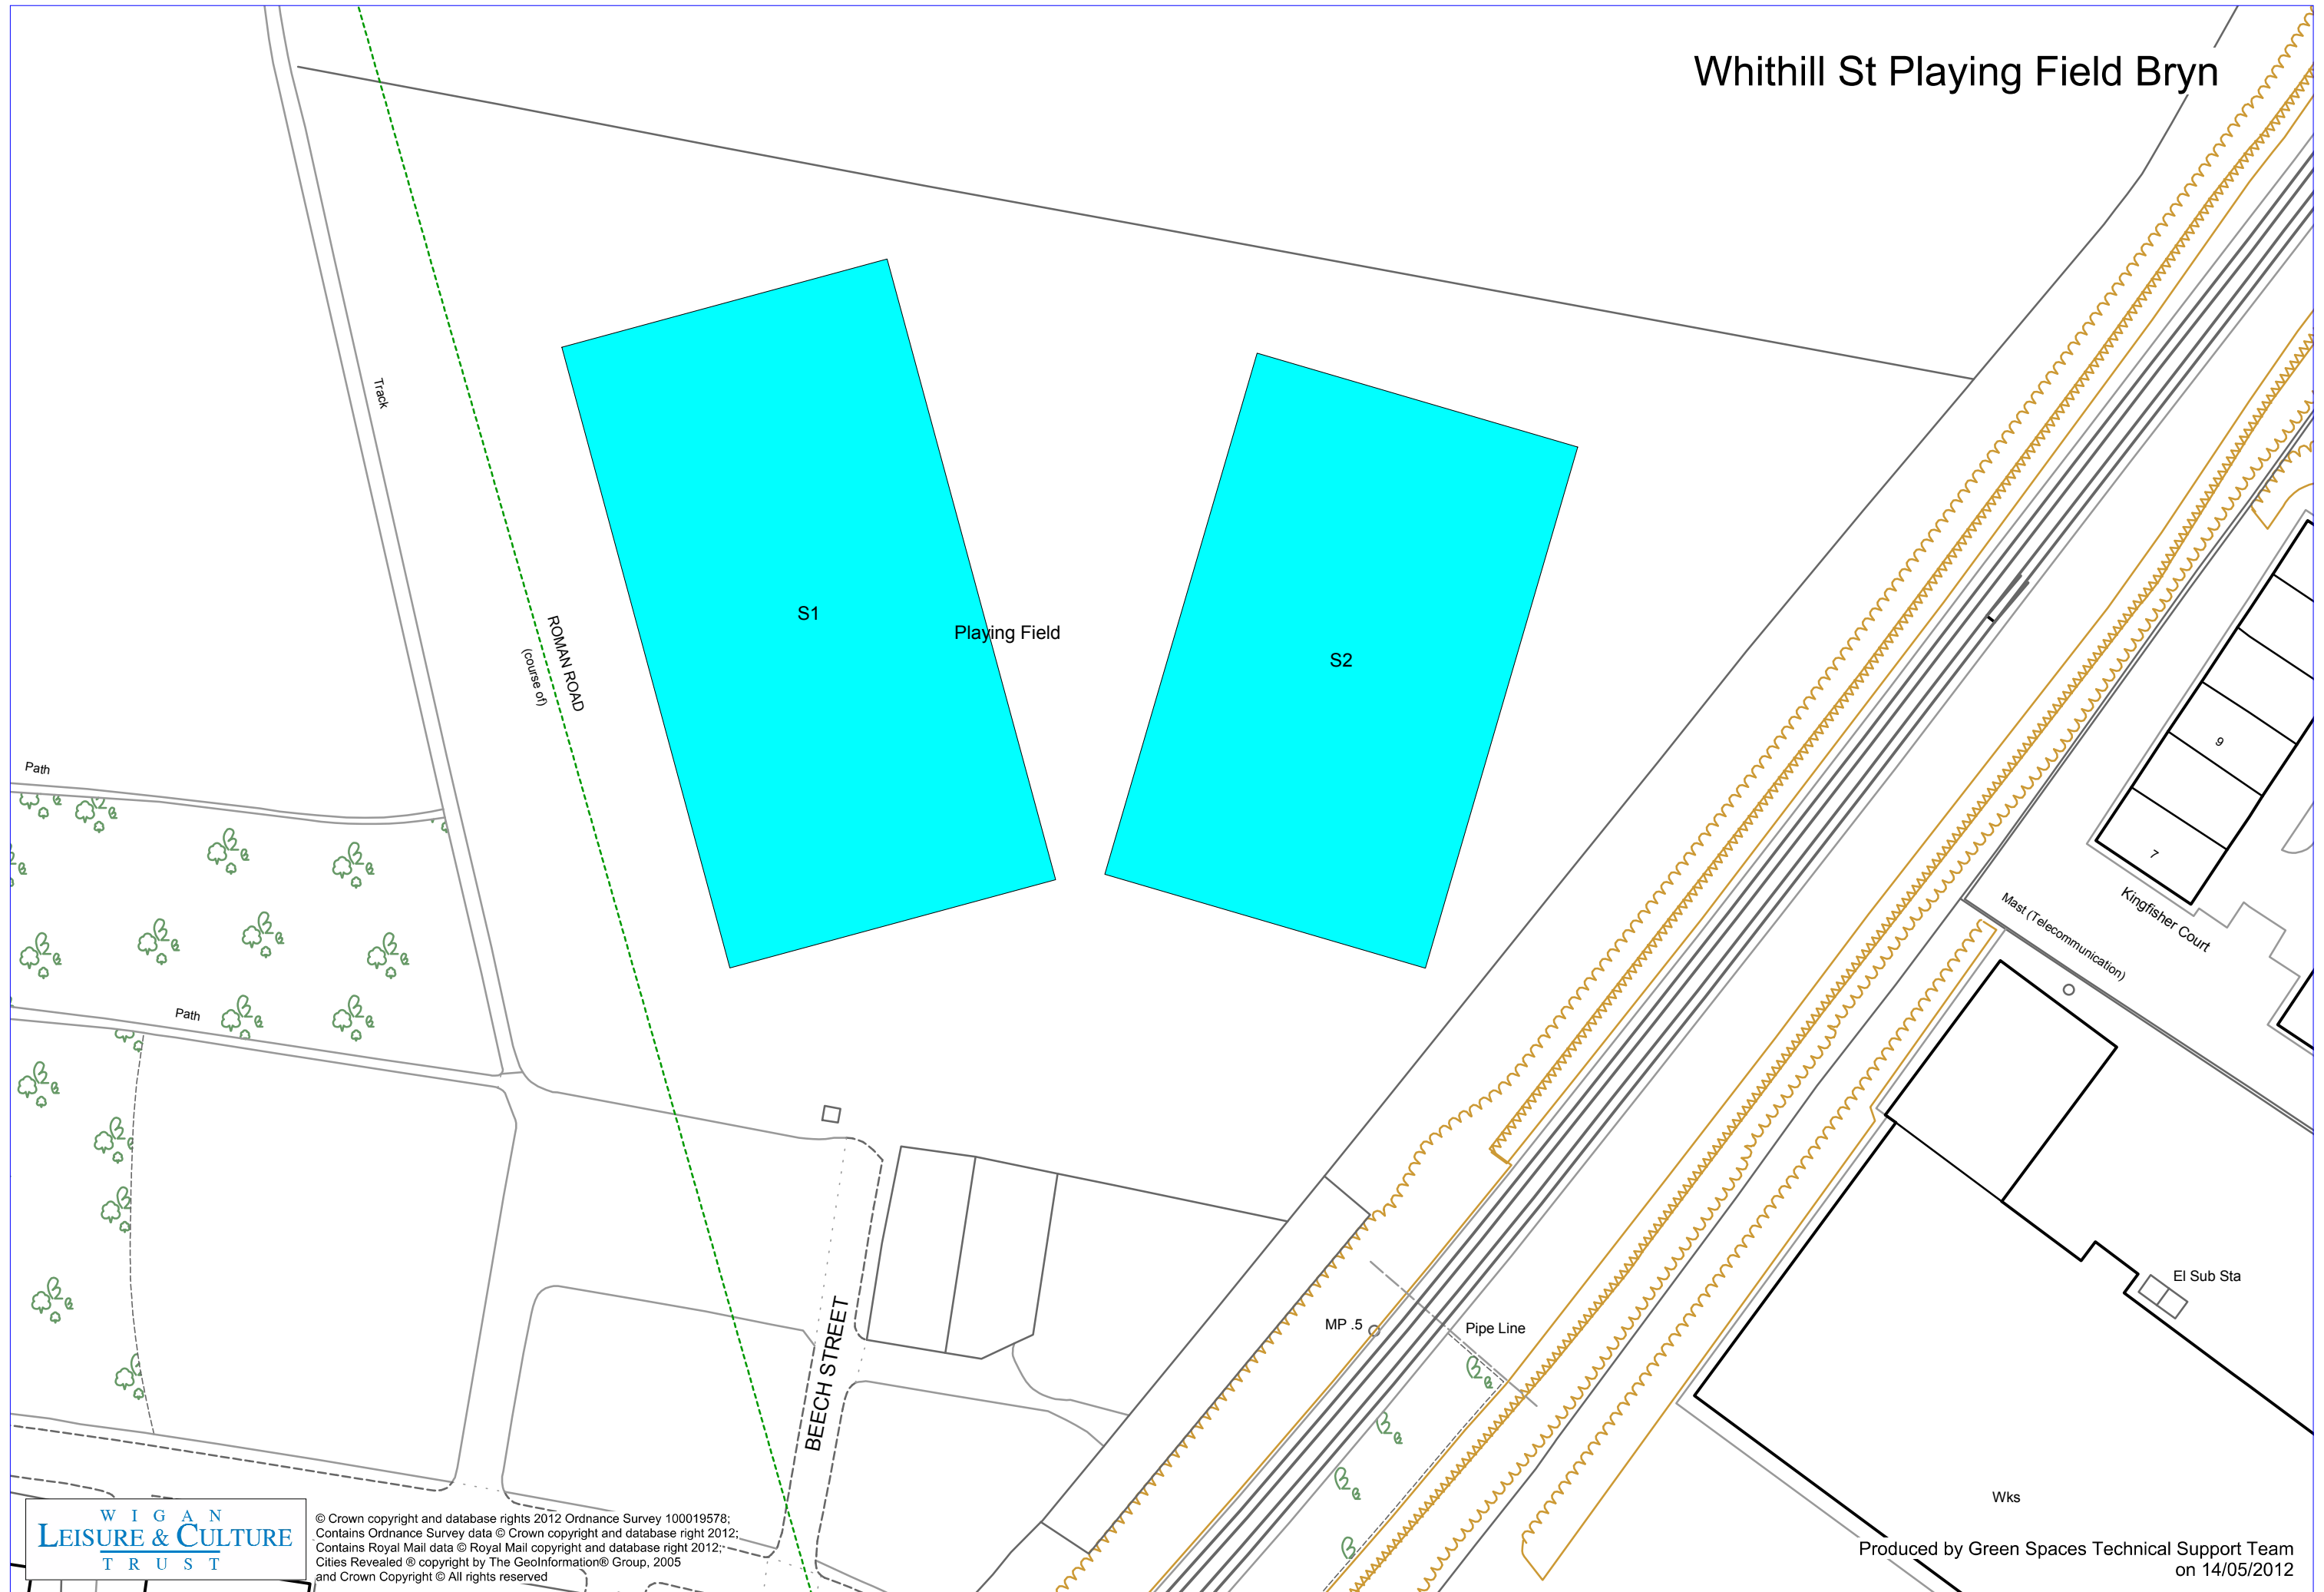 Whithill St Playing Field Bryn
Track
S1
Playing Field
S2
ROMAN ROAD
(course of)
Path
9
7
Kingfisher Court
Mast (Telecommunication)
Path
El Sub Sta
MP .5
Pipe Line
BEECH STREET
Wks
WIGAN
LEISURE & CULTURE
TRUST
© Crown copyright and database rights 2012 Ordnance Survey 100019578;
Contains Ordnance Survey data © Crown copyright and database right 2012;
Contains Royal Mail data © Royal Mail copyright and database right 2012;
Cities Revealed ® copyright by The GeoInformation® Group, 2005
and Crown Copyright © All rights reserved
Produced by Green Spaces Technical Support Team
on 14/05/2012